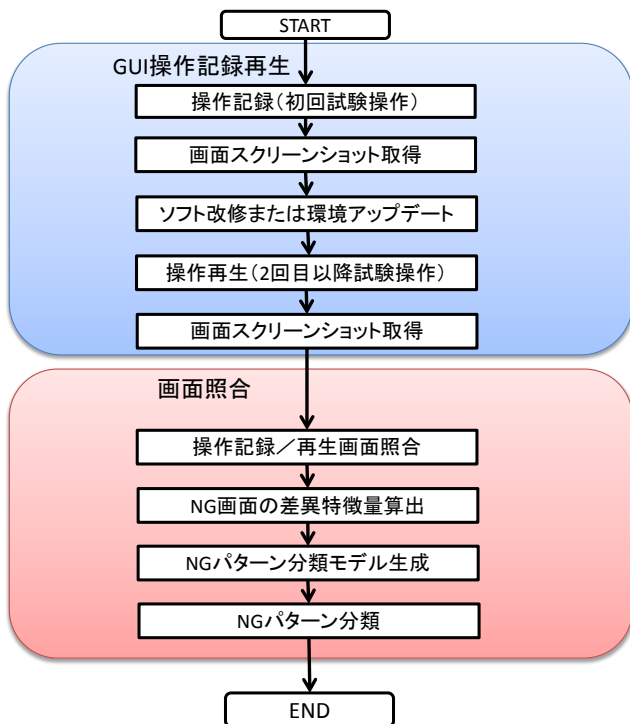 START
GUI操作記録再生
操作記録(初回試験操作)
画面スクリーンショット取得
ソフト改修または環境アップデート
操作再生(2回目以降試験操作)
画面スクリーンショット取得
画面照合
操作記録/再生画面照合
NG画面の差異特徴量算出
NGパターン分類モデル生成
NGパターン分類
END